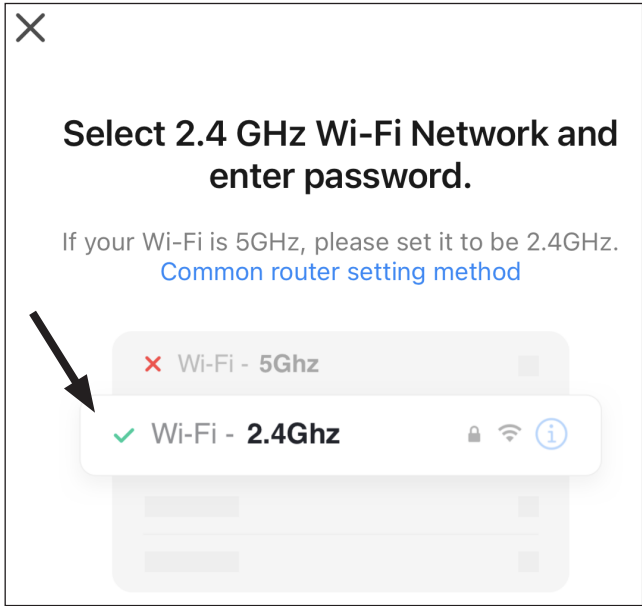 Select 2.4 GHz Wi-Fi Network and
enter password.
If your Wi-Fi is 5GHz, please set it to be 2.4GHz.
Common router setting method
Wi-Fi - 5Ghz
Wi-Fi - 2.4Ghz